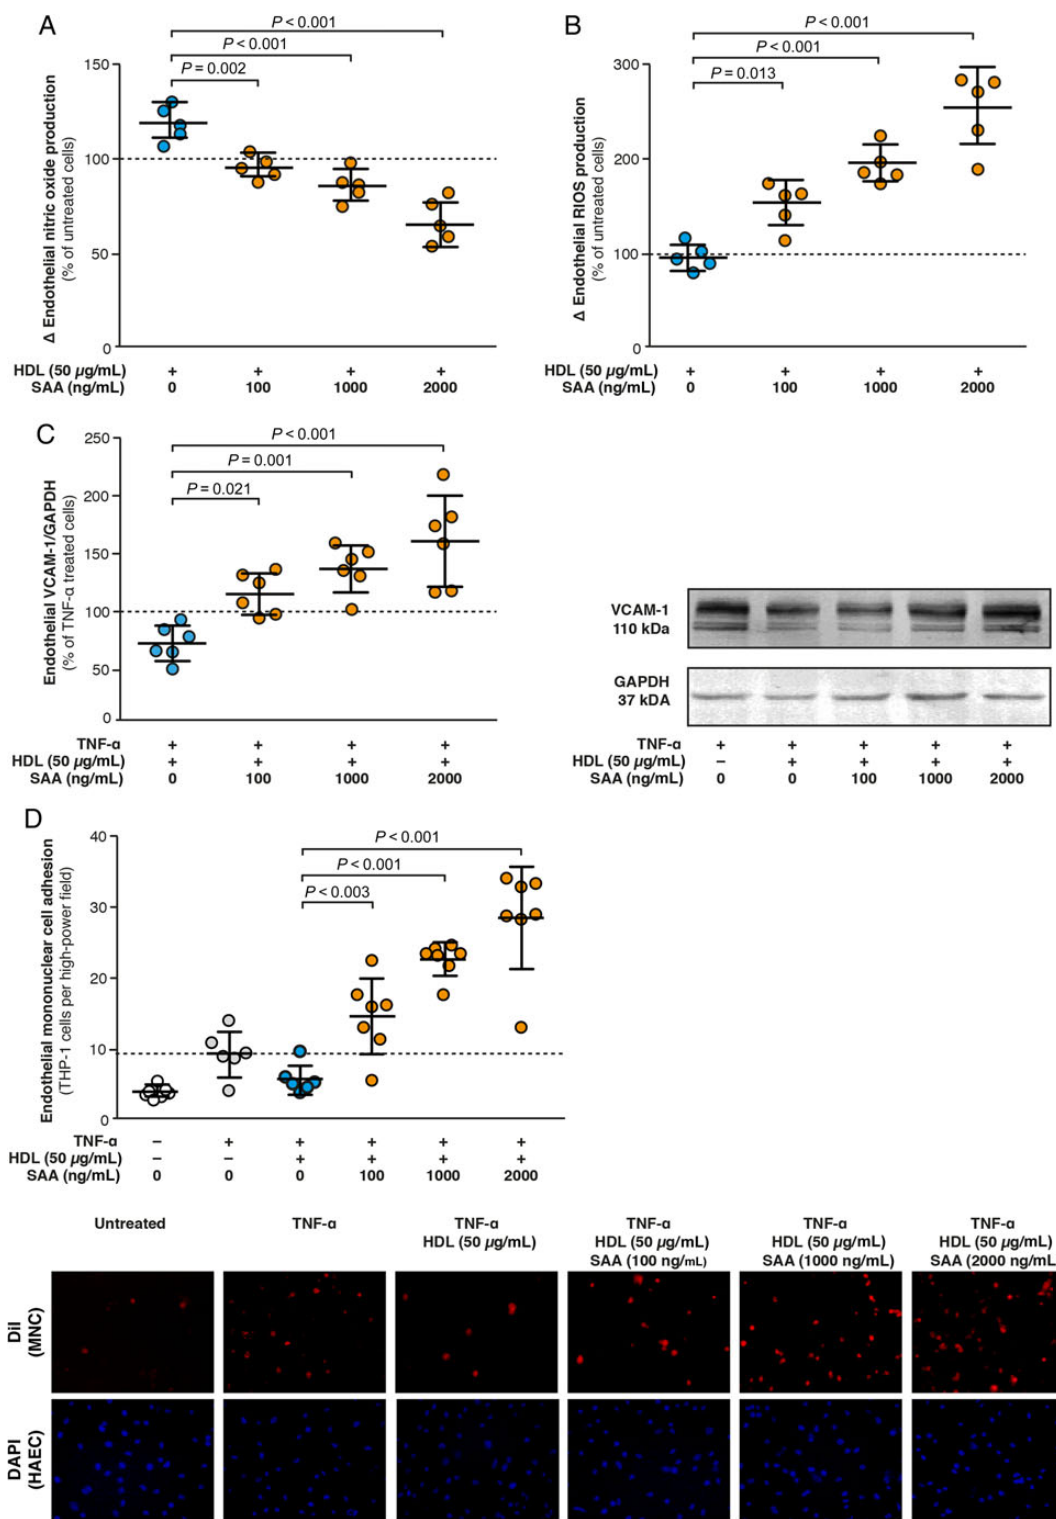 A
P < 0.001
P < 0.001
P = 0.002
Δ Endothelial nitric oxide production
(% of untreated cells)
150
100
50
0
HDL (50 µg/mL) + + + +
SAA (ng/mL) 0 100 1000 2000
B
P < 0.001
P < 0.001
P = 0.013
Δ Endothelial RIOS production
(% of untreated cells)
300
200
100
0
HDL (50 µg/mL) + + + +
SAA (ng/mL) 0 100 1000 2000
C
P < 0.001
P = 0.001
P = 0.021
Endothelial VCAM-1/GAPDH
(% of TNF-α treated cells)
250
200
150
100
50
0
TNF-α + + + +
HDL (50 µg/mL) + + + +
SAA (ng/mL) 0 100 1000 2000
VCAM-1
110 kDa
GAPDH
37 kDA
TNF-α + + + + +
HDL (50 µg/mL) – + + + +
SAA (ng/mL) 0 0 100 1000 2000
D
P < 0.001
P < 0.001
P < 0.003
Endothelial mononuclear cell adhesion
(THP-1 cells per high-power field)
40
30
20
10
0
TNF-α – + + + + +
HDL (50 µg/mL) – – + + + +
SAA (ng/mL) 0 0 0 100 1000 2000
Untreated
TNF-α
TNF-α
HDL (50 µg/mL)
TNF-α
HDL (50 µg/mL)
SAA (100 ng/mL)
TNF-α
HDL (50 µg/mL)
SAA (1000 ng/mL)
TNF-α
HDL (50 µg/mL)
SAA (2000 ng/mL
DiI
(MNC)
DAPI
(HAEC)